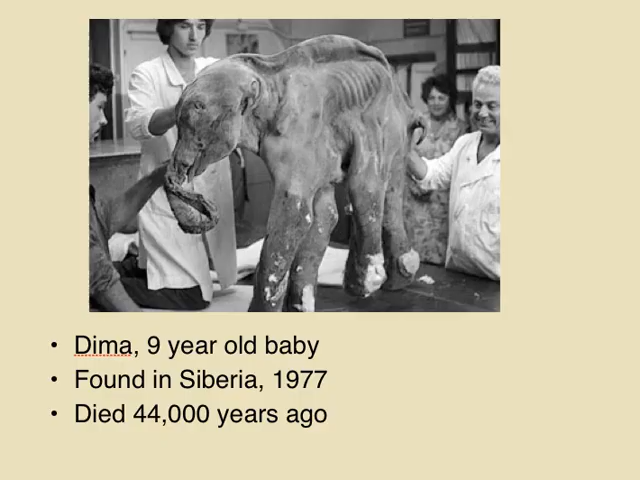 • Dima, 9 year old baby
• Found in Siberia, 1977
• Died 44,000 years ago